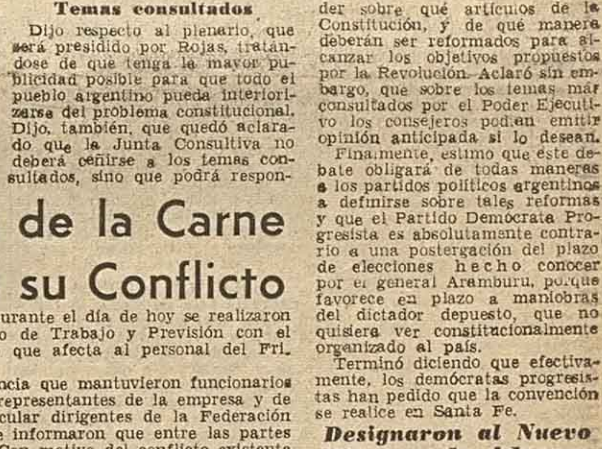 Temas consultados
Dijo respecto al plenario, que
será presidido por Rojas, tratán-
dose de que tenga la mayor pu-
blicidad posible para que todo el
pueblo argentino pueda interiori-
zarse del problema constitucional.
Dijo, también, que quedó aclara-
do que la Junta Consultiva no
deberá ceñirse a los temas con-
sultados, sino que podrá respon-
der sobre qué artículos de la
Constitución, y de qué manera
deberán ser reformados para al-
canzar los objetivos propuestos
por la Revolución. Aclaró sin em-
bargo, que sobre los temas más
consultados por el Poder Ejecuti-
vo los consejeros podían emitir
opinión anticipada si lo desean.
Finalmente, estimo que este de-
bate obligará de todas maneras
a los partidos políticos argentinos
a definirse sobre tales reformas
y que el Partido Demócrata Pro-
gresista es absolutamente contra-
rio a una postergación del plazo
de elecciones hecho conocer
por el general Aramburu, porque
favorece en plazo a maniobras
del dictador depuesto, que no
quisiera ver constitucionalmente
organizado al país.
Terminó diciendo que efectiva-
mente, los demócratas progresis-
tas han pedido que la convención
se realice en Santa Fe.
Designaron al Nuevo
de la Carne
su Conflicto
urante el día de hoy se realizaron
o de Trabajo y Previsión con el
que afecta al personal del Fri.
ncia que mantuvieron funcionarios
representantes de la empresa y de
cular dirigentes de la Federación
e informaron que entre las partes
Con motivo del conflicto existente